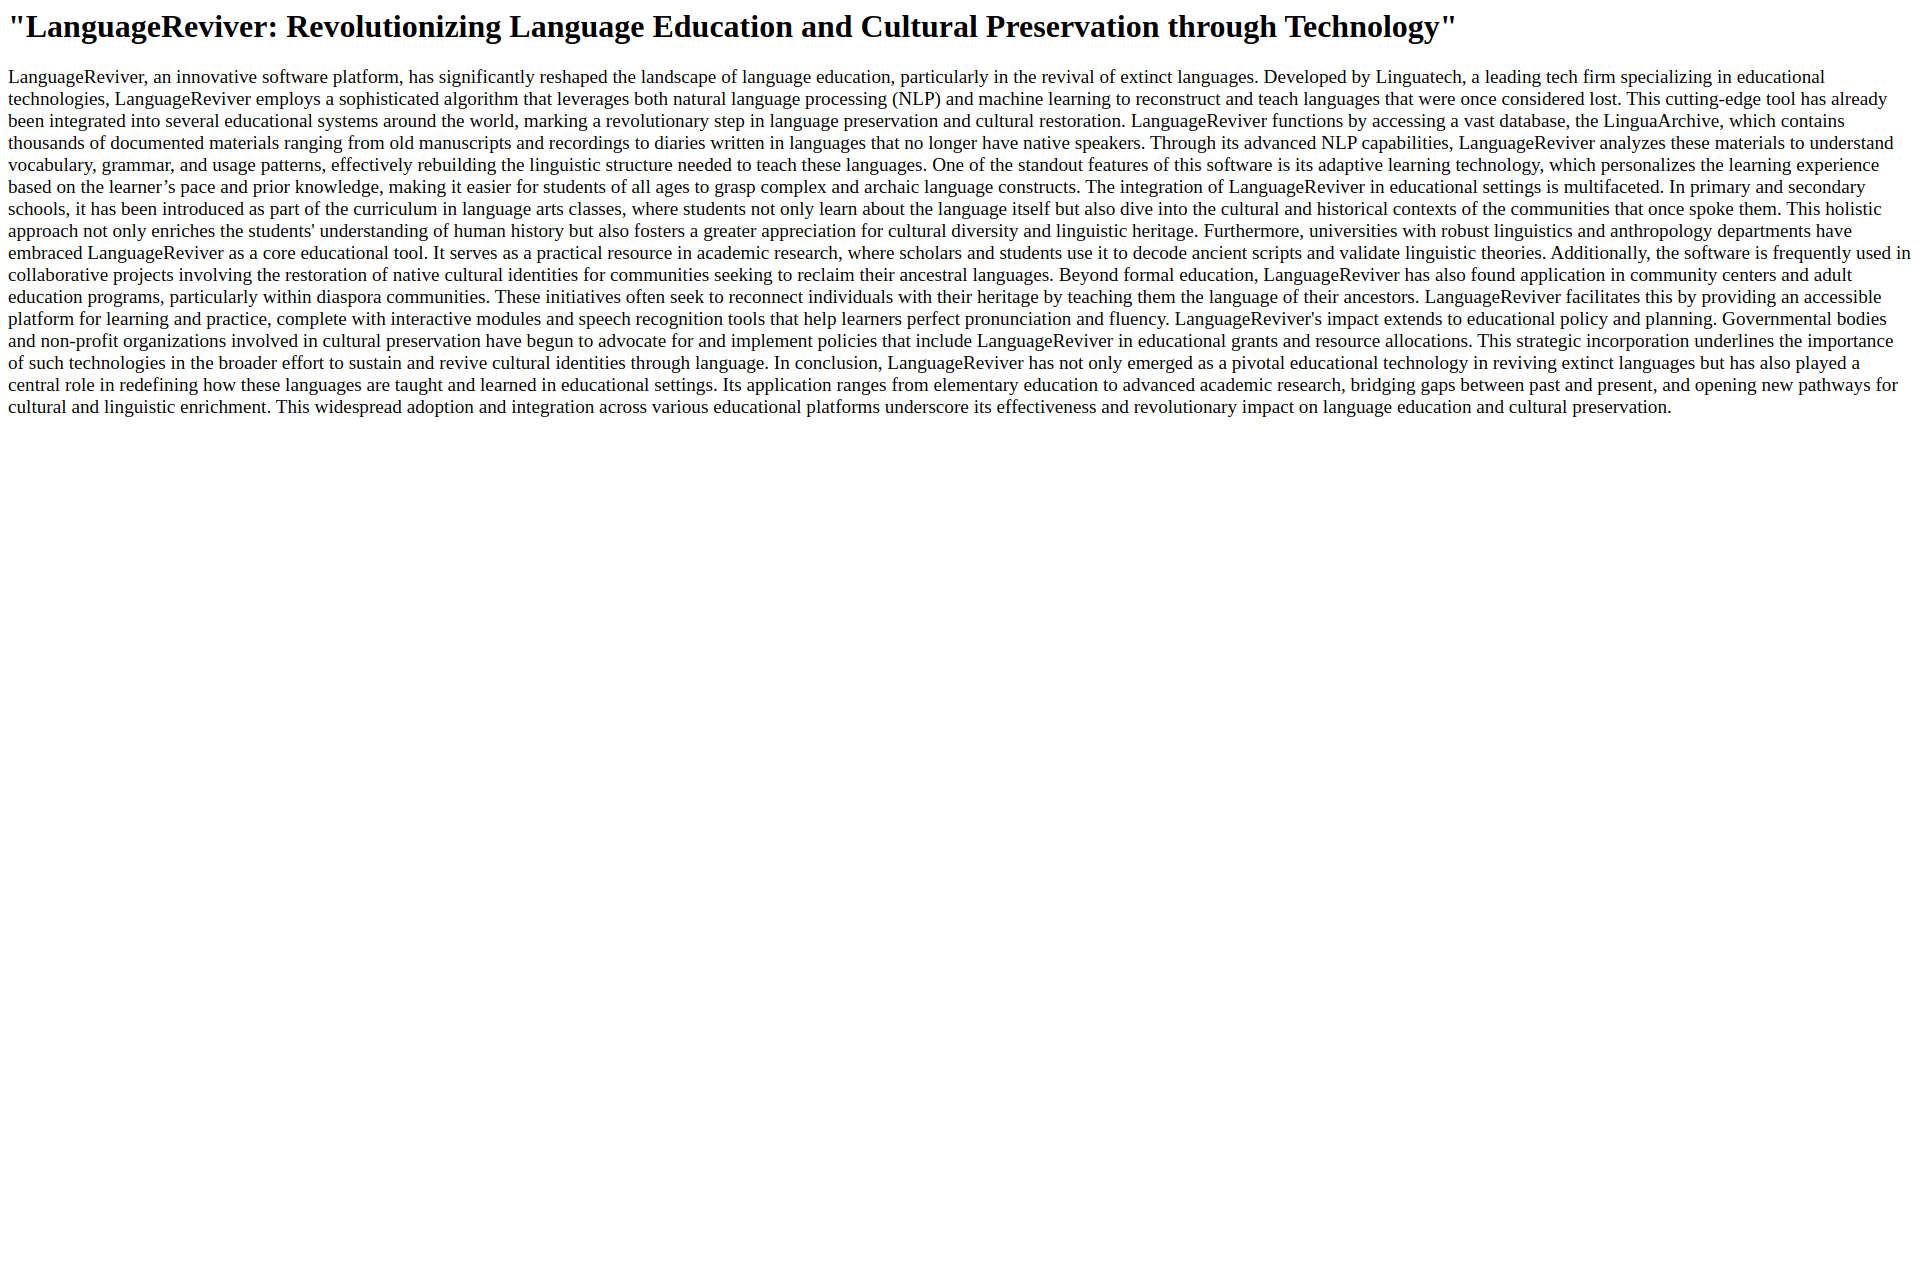 "LanguageReviver: Revolutionizing Language Education and Cultural Preservation through Technology"
LanguageReviver, an innovative software platform, has significantly reshaped the landscape of language education, particularly in the revival of extinct languages. Developed by Linguatech, a leading tech firm specializing in educational
technologies, LanguageReviver employs a sophisticated algorithm that leverages both natural language processing (NLP) and machine learning to reconstruct and teach languages that were once considered lost. This cutting-edge tool has already
been integrated into several educational systems around the world, marking a revolutionary step in language preservation and cultural restoration. LanguageReviver functions by accessing a vast database, the LinguaArchive, which contains
thousands of documented materials ranging from old manuscripts and recordings to diaries written in languages that no longer have native speakers. Through its advanced NLP capabilities, LanguageReviver analyzes these materials to understand
vocabulary, grammar, and usage patterns, effectively rebuilding the linguistic structure needed to teach these languages. One of the standout features of this software is its adaptive learning technology, which personalizes the learning experience
based on the learner’s pace and prior knowledge, making it easier for students of all ages to grasp complex and archaic language constructs. The integration of LanguageReviver in educational settings is multifaceted. In primary and secondary
schools, it has been introduced as part of the curriculum in language arts classes, where students not only learn about the language itself but also dive into the cultural and historical contexts of the communities that once spoke them. This holistic
approach not only enriches the students' understanding of human history but also fosters a greater appreciation for cultural diversity and linguistic heritage. Furthermore, universities with robust linguistics and anthropology departments have
embraced LanguageReviver as a core educational tool. It serves as a practical resource in academic research, where scholars and students use it to decode ancient scripts and validate linguistic theories. Additionally, the software is frequently used in
collaborative projects involving the restoration of native cultural identities for communities seeking to reclaim their ancestral languages. Beyond formal education, LanguageReviver has also found application in community centers and adult
education programs, particularly within diaspora communities. These initiatives often seek to reconnect individuals with their heritage by teaching them the language of their ancestors. LanguageReviver facilitates this by providing an accessible
platform for learning and practice, complete with interactive modules and speech recognition tools that help learners perfect pronunciation and fluency. LanguageReviver's impact extends to educational policy and planning. Governmental bodies
and non-profit organizations involved in cultural preservation have begun to advocate for and implement policies that include LanguageReviver in educational grants and resource allocations. This strategic incorporation underlines the importance
of such technologies in the broader effort to sustain and revive cultural identities through language. In conclusion, LanguageReviver has not only emerged as a pivotal educational technology in reviving extinct languages but has also played a
central role in redefining how these languages are taught and learned in educational settings. Its application ranges from elementary education to advanced academic research, bridging gaps between past and present, and opening new pathways for
cultural and linguistic enrichment. This widespread adoption and integration across various educational platforms underscore its effectiveness and revolutionary impact on language education and cultural preservation.